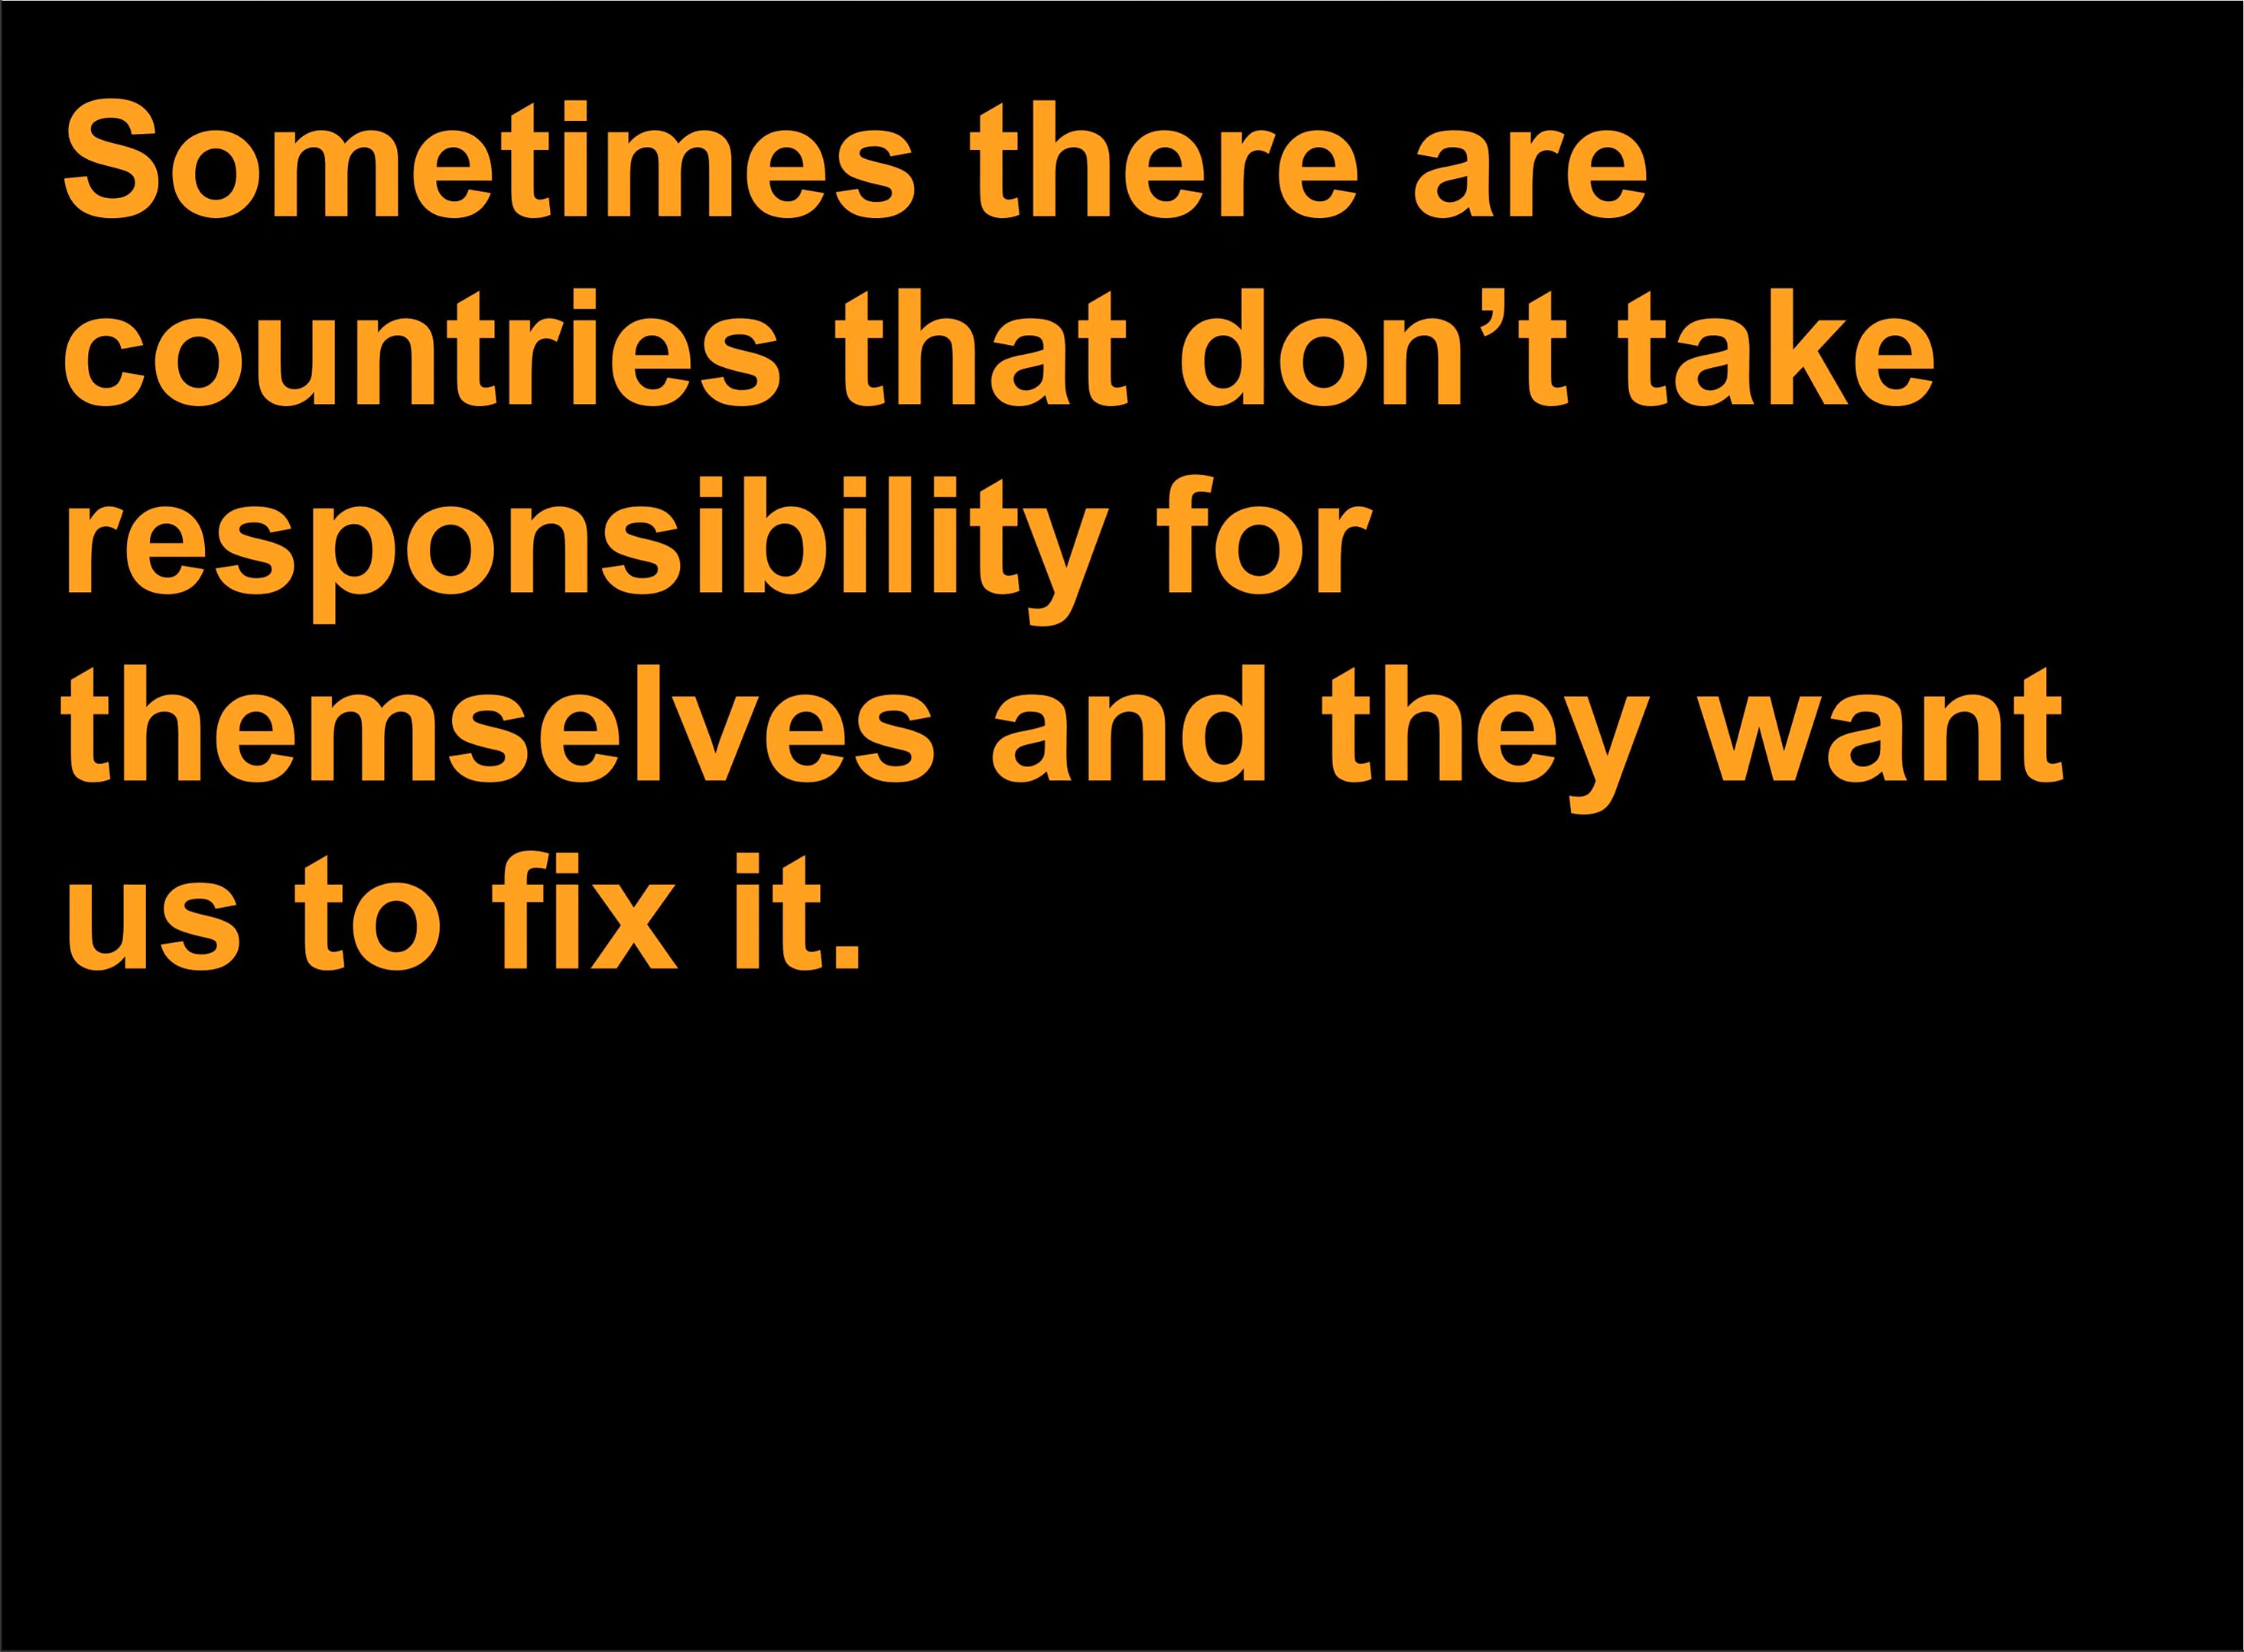 Sometimes there are
countries that don’t take
responsibility for
themselves and they want
us to fix it.